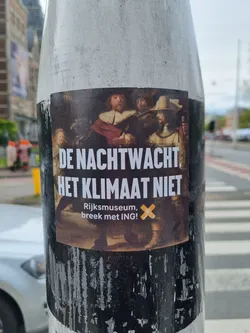 DE NACHTWACHT,
HET KLIMAAT NIET
Rijksmuseum,
breek met ING!